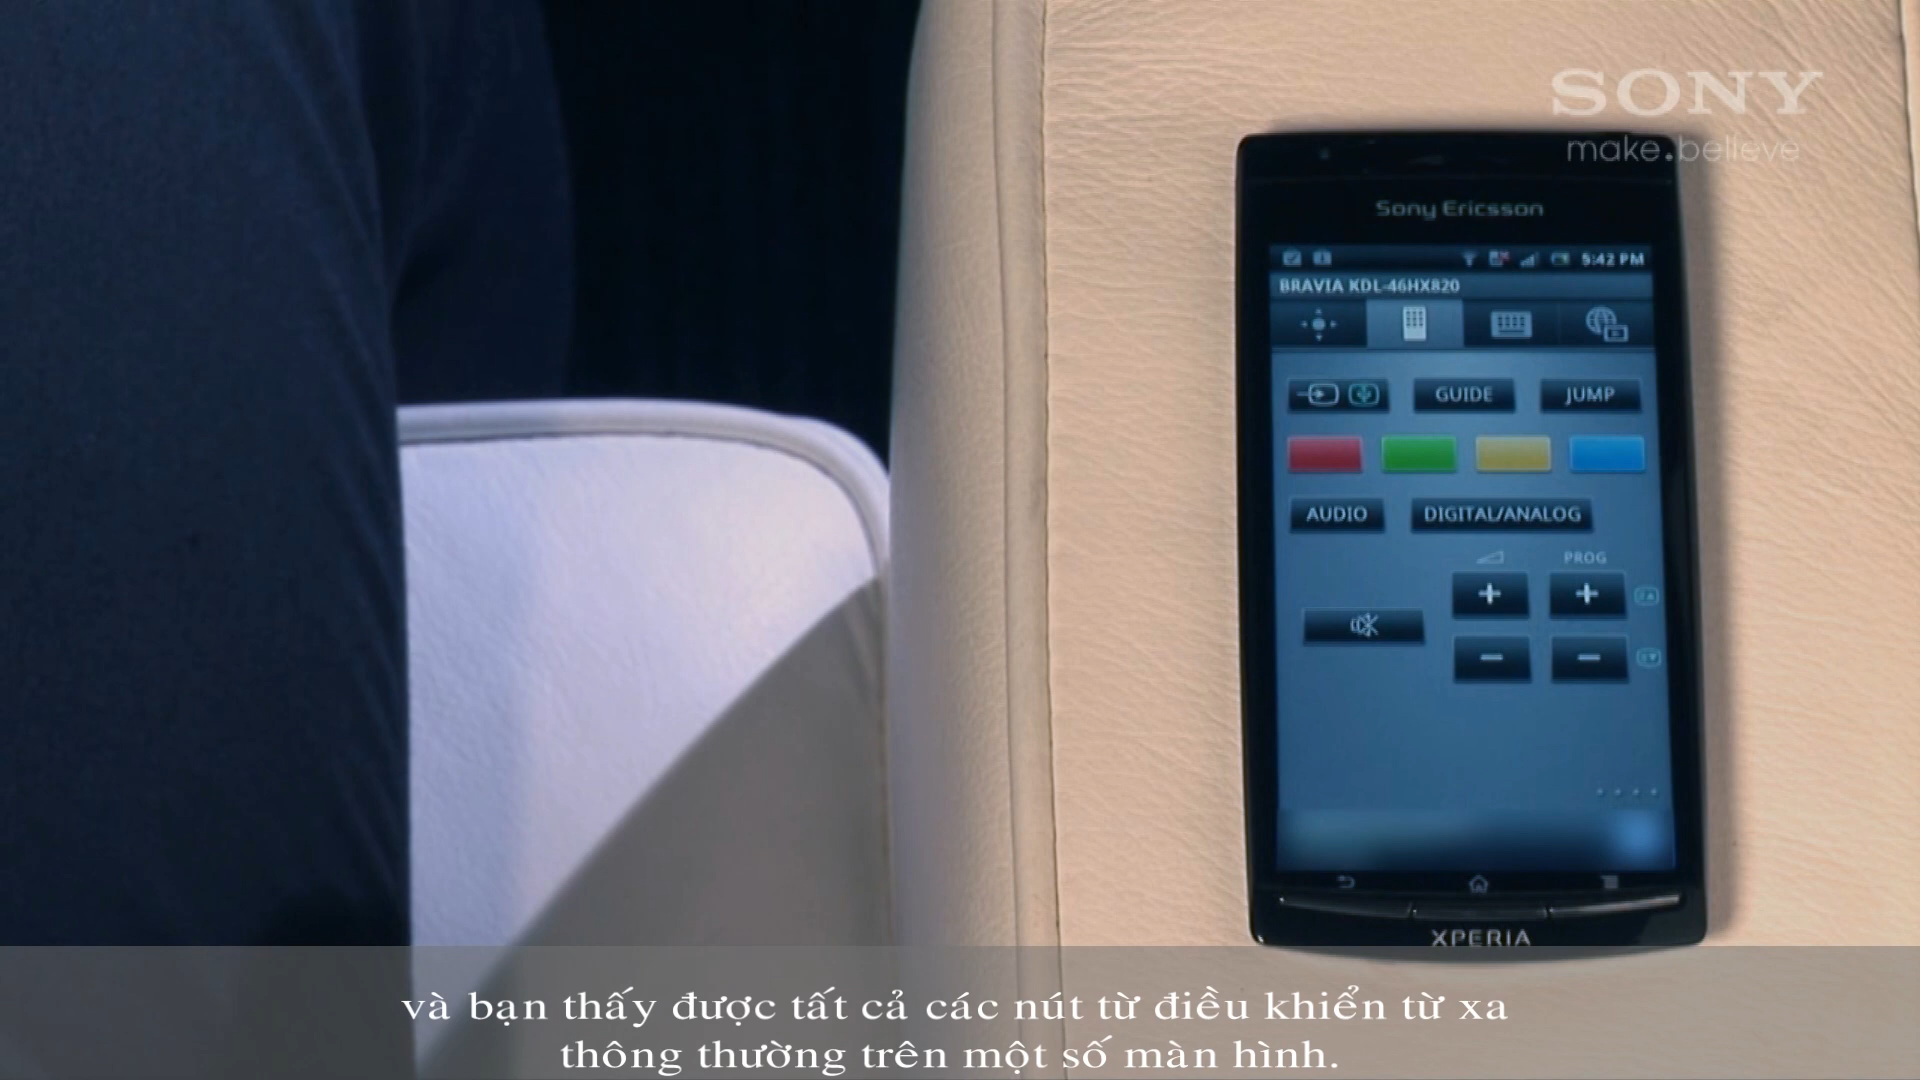 SONY
make.believe
Sony Ericsson
5:42 PM
BRAVIA KDL-46HX820
GUIDE
JUMP
AUDIO
DIGITAL/ANALOG
PROG
XPERIA
và bạn thấy được tất cả các nút từ điều khiển từ xa
thông thường trên một số màn hình.